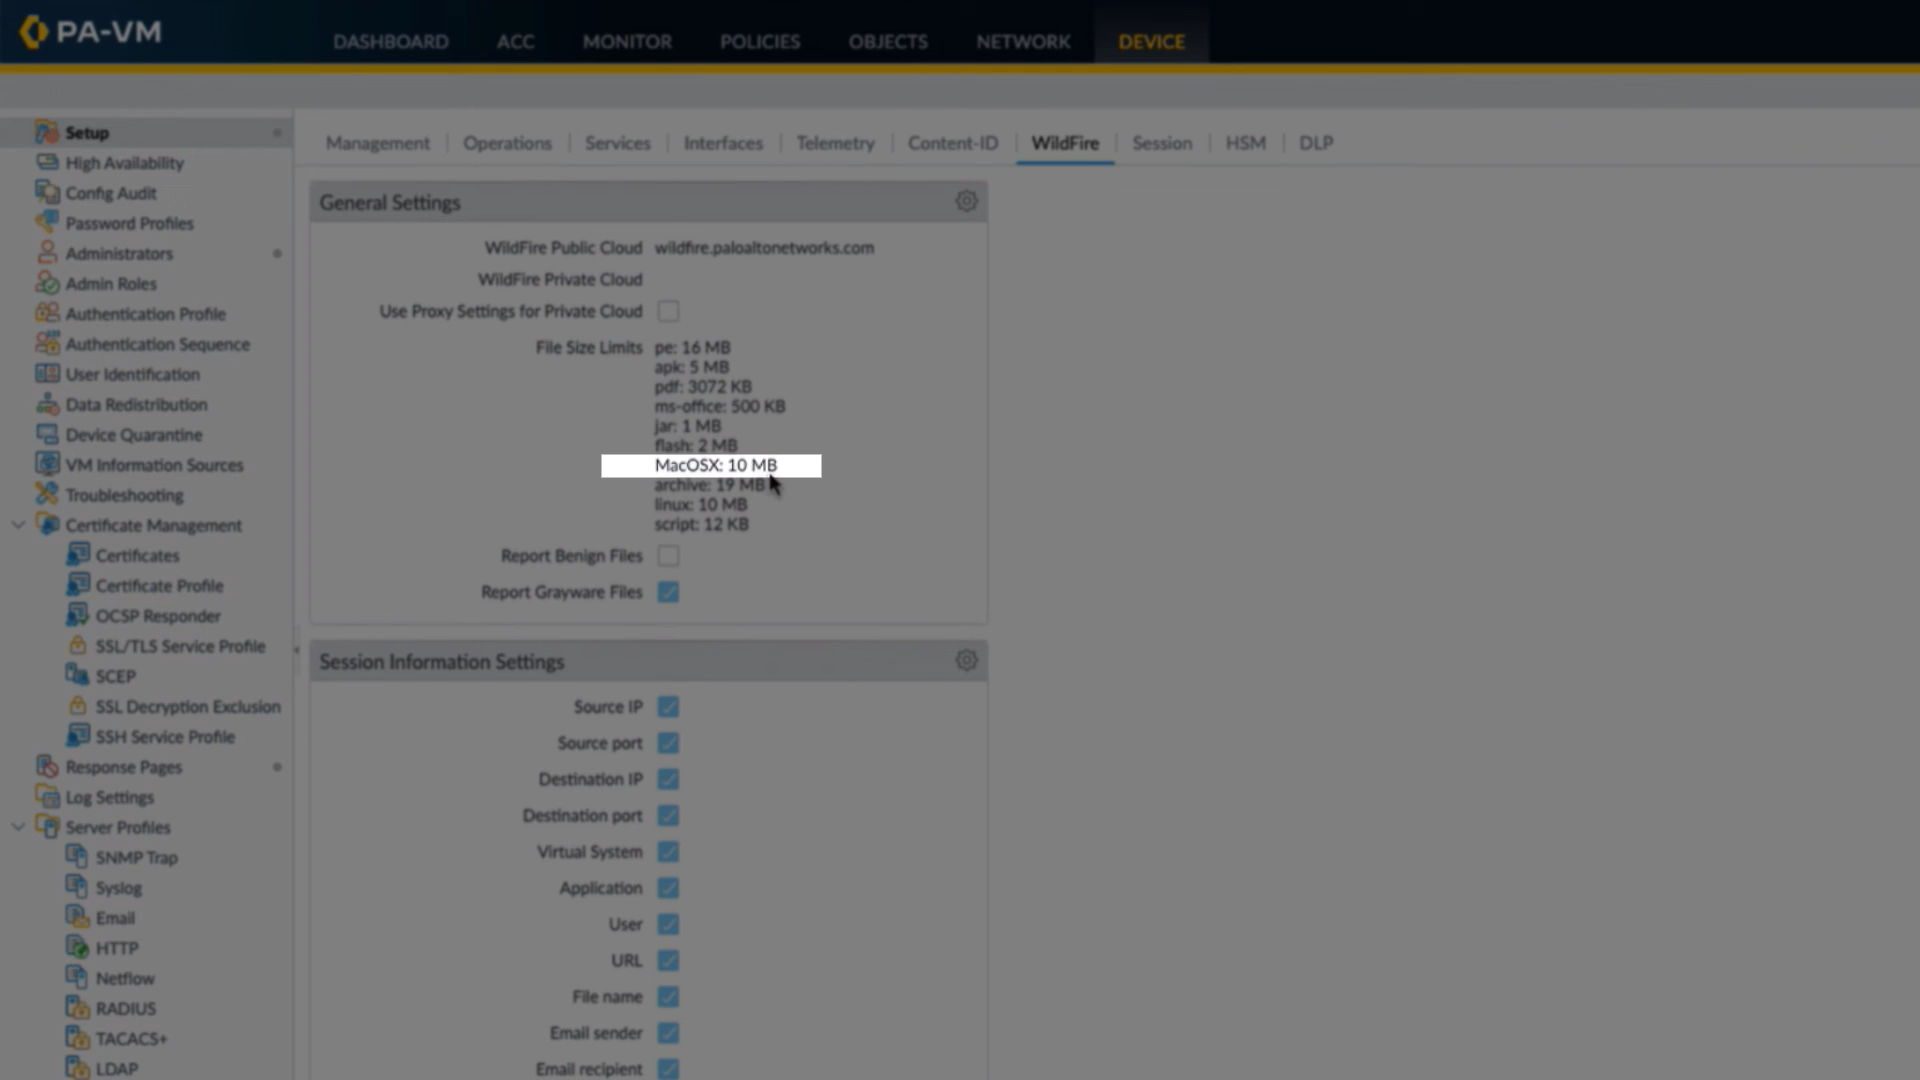 PA-VM
DASHBOARD ACC MONITOR POLICIES OBJECTS NETWORK DEVICE
Setup
High Availability
Config Audit
Password Profiles
Administrators
Admin Roles
Authentication Profile
Authentication Sequence
User Identification
Data Redistribution
Device Quarantine
VM Information Sources
Troubleshooting
Certificate Management
Certificates
Certificate Profile
OCSP Responder
SSL/TLS Service Profile
SCEP
SSL Decryption Exclusion
SSH Service Profile
Response Pages
Log Settings
Server Profiles
SNMP Trap
Syslog
Email
HTTP
Netflow
RADIUS
TACACS+
LDAP
Management Operations Services Interfaces Telemetry Content-ID WildFire Session HSM DLP
General Settings
WildFire Public Cloud wildfire.paloaltonetworks.com
WildFire Private Cloud
Use Proxy Settings for Private Cloud
File Size Limits pe: 16 MB
apk: 5 MB
pdf: 3072 KB
ms-office: 500 KB
jar: 1 MB
flash: 2 MB
MacOSX: 10 MB
archive: 19 MB
linux: 10 MB
script: 12 KB
Report Benign Files
Report Grayware Files
Session Information Settings
Source IP
Source port
Destination IP
Destination port
Virtual System
Application
User
URL
File name
Email sender
Email recipient